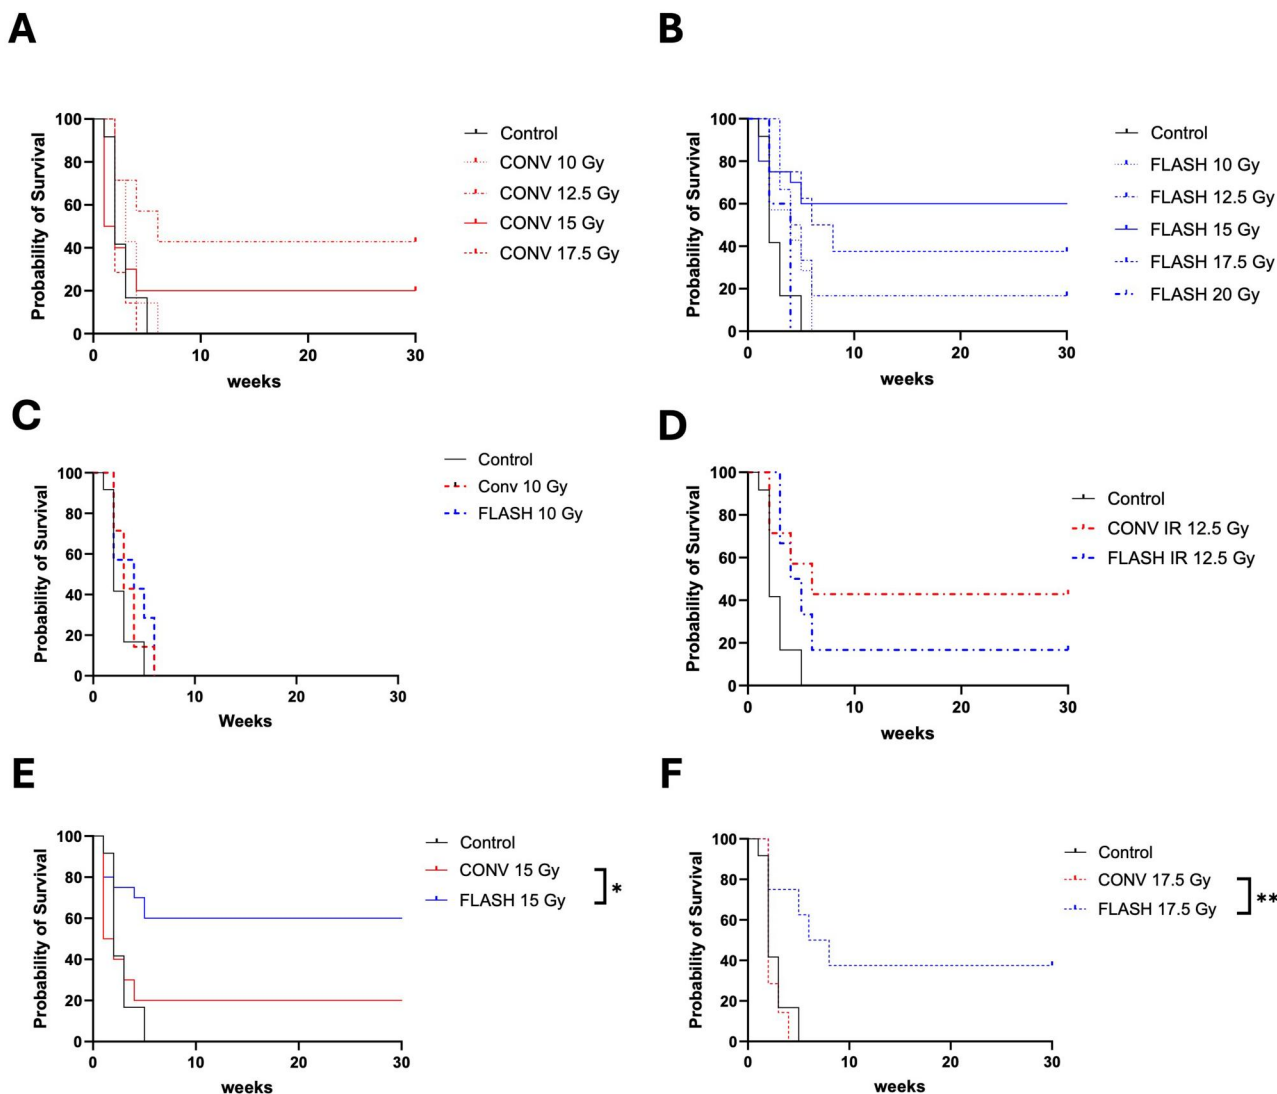 A
Probability of Survival
100
80
60
40
20
0
0 10 20 30
weeks
Control
CONV 10 Gy
CONV 12.5 Gy
CONV 15 Gy
CONV 17.5 Gy
B
Probability of Survival
100
80
60
40
20
0
0 10 20 30
weeks
Control
FLASH 10 Gy
FLASH 12.5 Gy
FLASH 15 Gy
FLASH 17.5 Gy
FLASH 20 Gy
C
Probability of Survival
100
80
60
40
20
0
0 10 20 30
Weeks
Control
Conv 10 Gy
FLASH 10 Gy
D
Probability of Survival
100
80
60
40
20
0
0 10 20 30
weeks
Control
CONV IR 12.5 Gy
FLASH IR 12.5 Gy
E
Probability of Survival
100
80
60
40
20
0
0 10 20 30
weeks
Control
CONV 15 Gy
FLASH 15 Gy
*
F
Probability of Survival
100
80
60
40
20
0
0 10 20 30
weeks
Control
CONV 17.5 Gy
FLASH 17.5 Gy
**